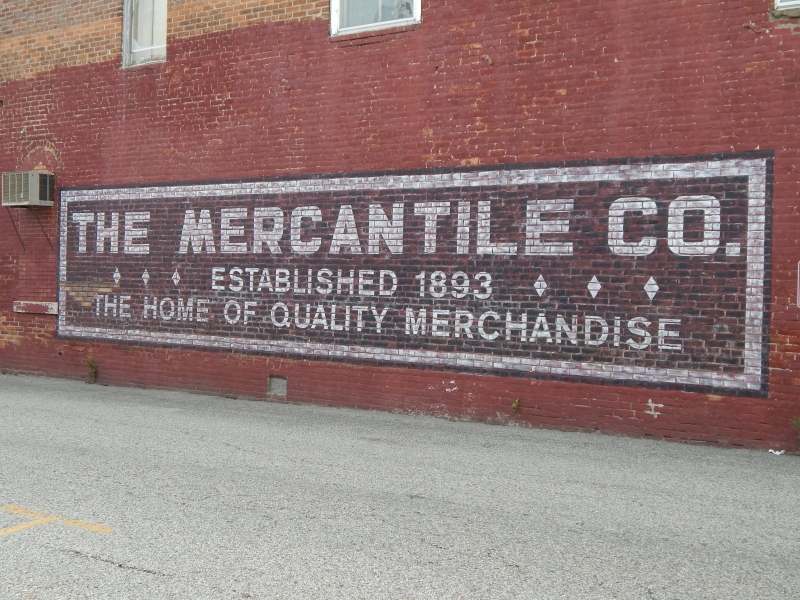 THE MERCANTILE CO.
ESTABLISHED 1893
THE HOME OF QUALITY MERCHANDISE